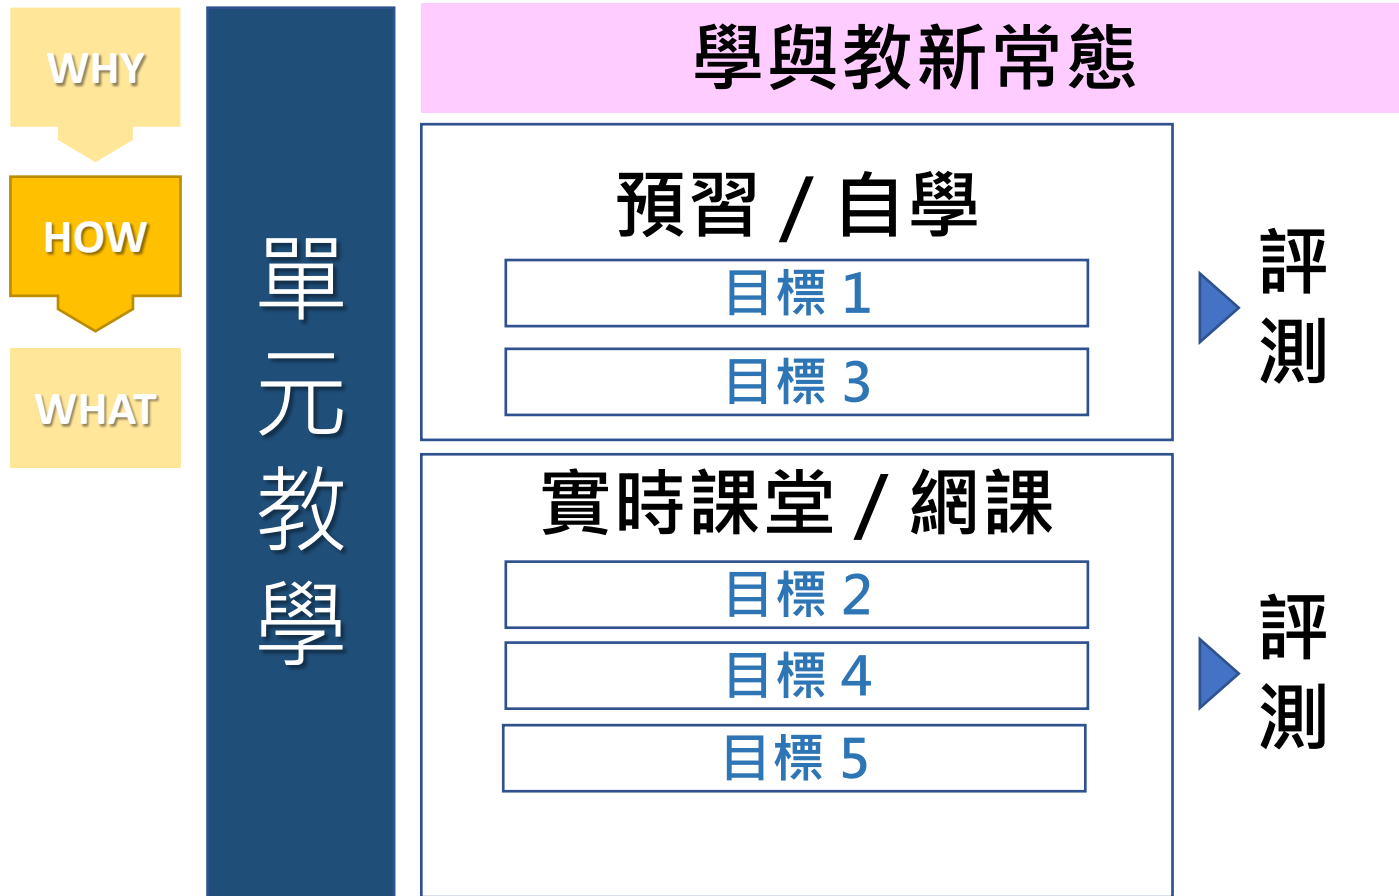 WHY
HOW
WHAT
單元教學
學與教新常態
預習 / 自學
目標 1
目標 3
評測
實時課堂 / 網課
目標 2
目標 4
目標 5
評測